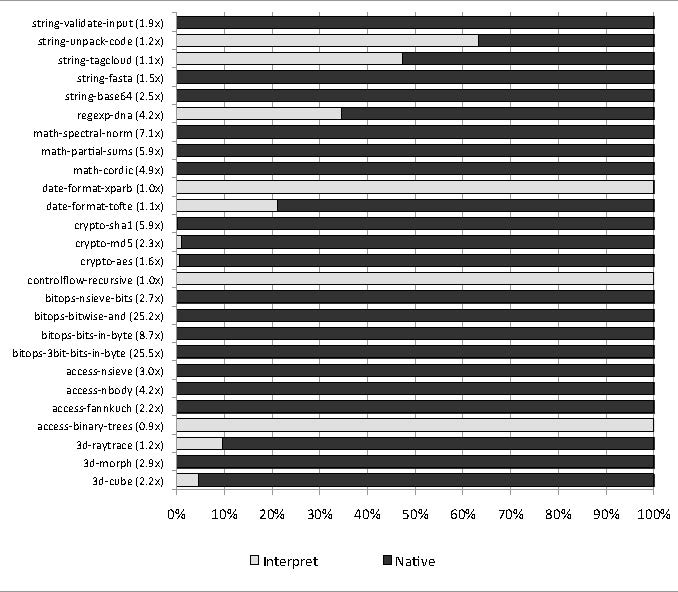 string-validate-input (1.9x)
string-unpack-code (1.2x)
string-tagcloud (1.1x)
string-fasta (1.5x)
string-base64 (2.5x)
regexp-dna (4.2x)
math-spectral-norm (7.1x)
math-partial-sums (5.9x)
math-cordic (4.9x)
date-format-xparb (1.0x)
date-format-tofte (1.1x)
crypto-sha1 (5.9x)
crypto-md5 (2.3x)
crypto-aes (1.6x)
controlflow-recursive (1.0x)
bitops-nsieve-bits (2.7x)
bitops-bitwise-and (25.2x)
bitops-bits-in-byte (8.7x)
bitops-3bit-bits-in-byte (25.5x)
access-nsieve (3.0x)
access-nbody (4.2x)
access-fannkuch (2.2x)
access-binary-trees (0.9x)
3d-raytrace (1.2x)
3d-morph (2.9x)
3d-cube (2.2x)
0% 10% 20% 30% 40% 50% 60% 70% 80% 90% 100%
Interpret Native